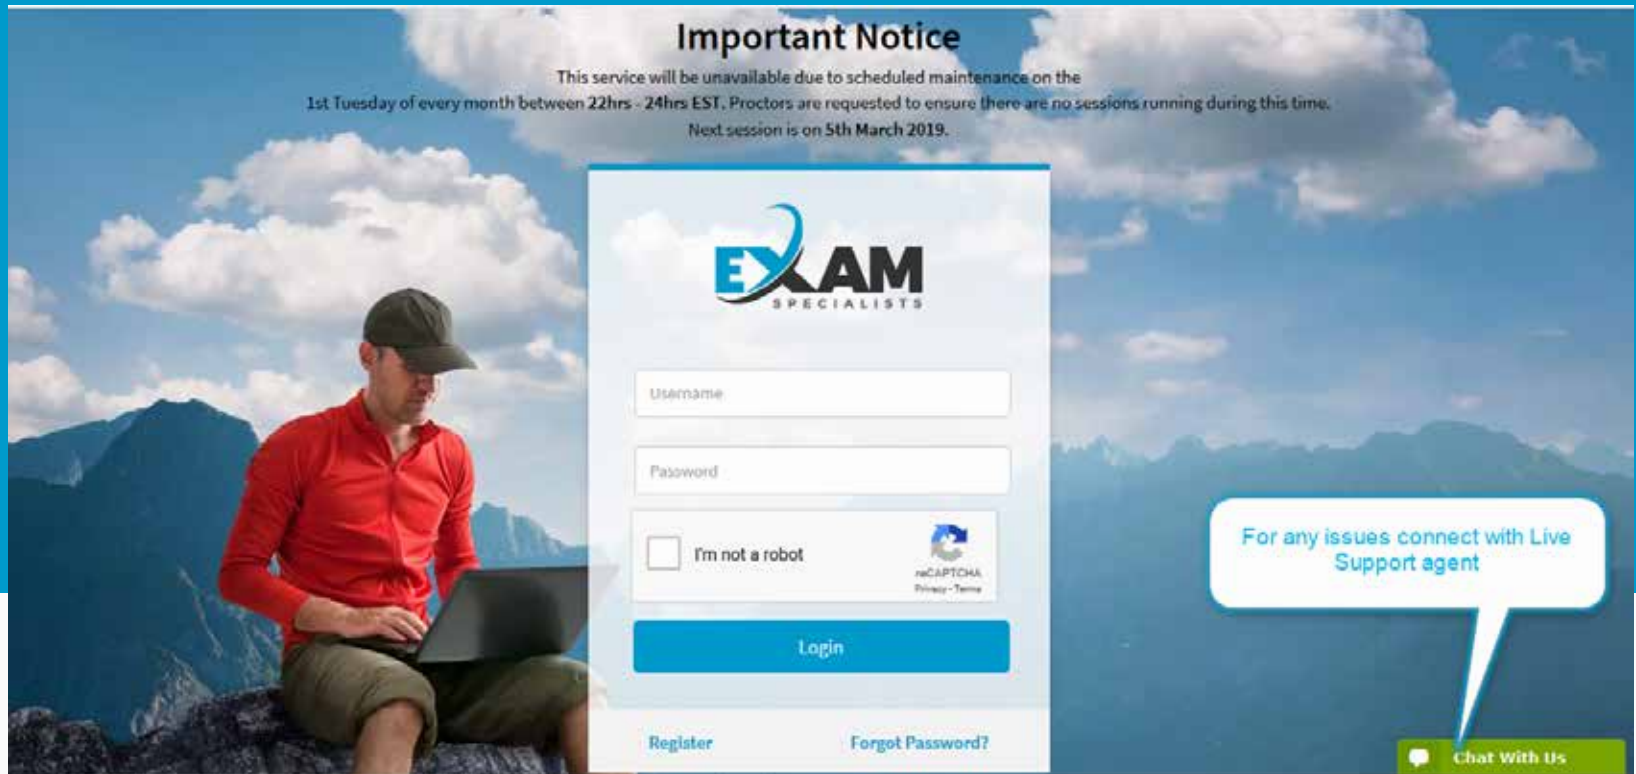 Important Notice
This service will be unavailable due to scheduled maintenance on the
1st Tuesday of every month between 22hrs - 24hrs EST. Proctors are requested to ensure there are no sessions running during this time.
Next session is on 5th March 2019.
EXAM
SPECIALISTS
Username
Password
I'm not a robot
reCAPTCHA
Privacy - Terms
Login
Register
Forgot Password?
For any issues connect with Live
Support agent
Chat With Us